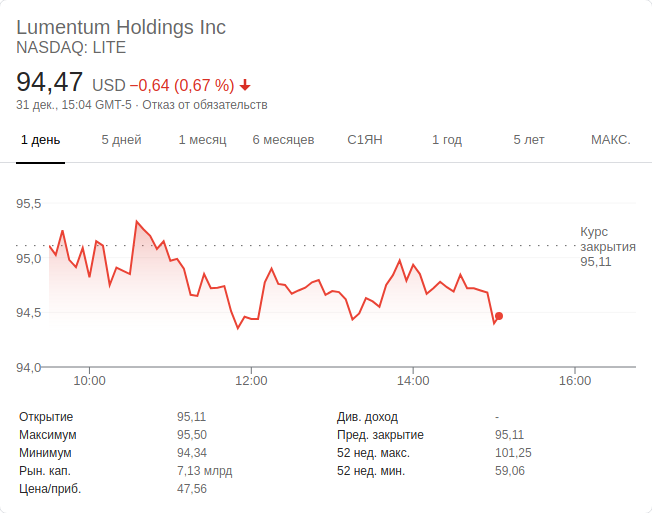 Lumentum Holdings Inc
NASDAQ: LITE
94,47 USD −0,64 (0,67 %)
31 дек., 15:04 GMT-5 · Отказ от обязательств
1 день 5 дней 1 месяц 6 месяцев С1ЯН 1 год 5 лет МАКС.
95,5
Курс
закрытия
95,11
95,0
94,5
94,0
10:00 12:00 14:00 16:00
Открытие 95,11 Див. доход -
Максимум 95,50 Пред. закрытие 95,11
Минимум 94,34 52 нед. макс. 101,25
Рын. кап. 7,13 млрд 52 нед. мин. 59,06
Цена/приб. 47,56